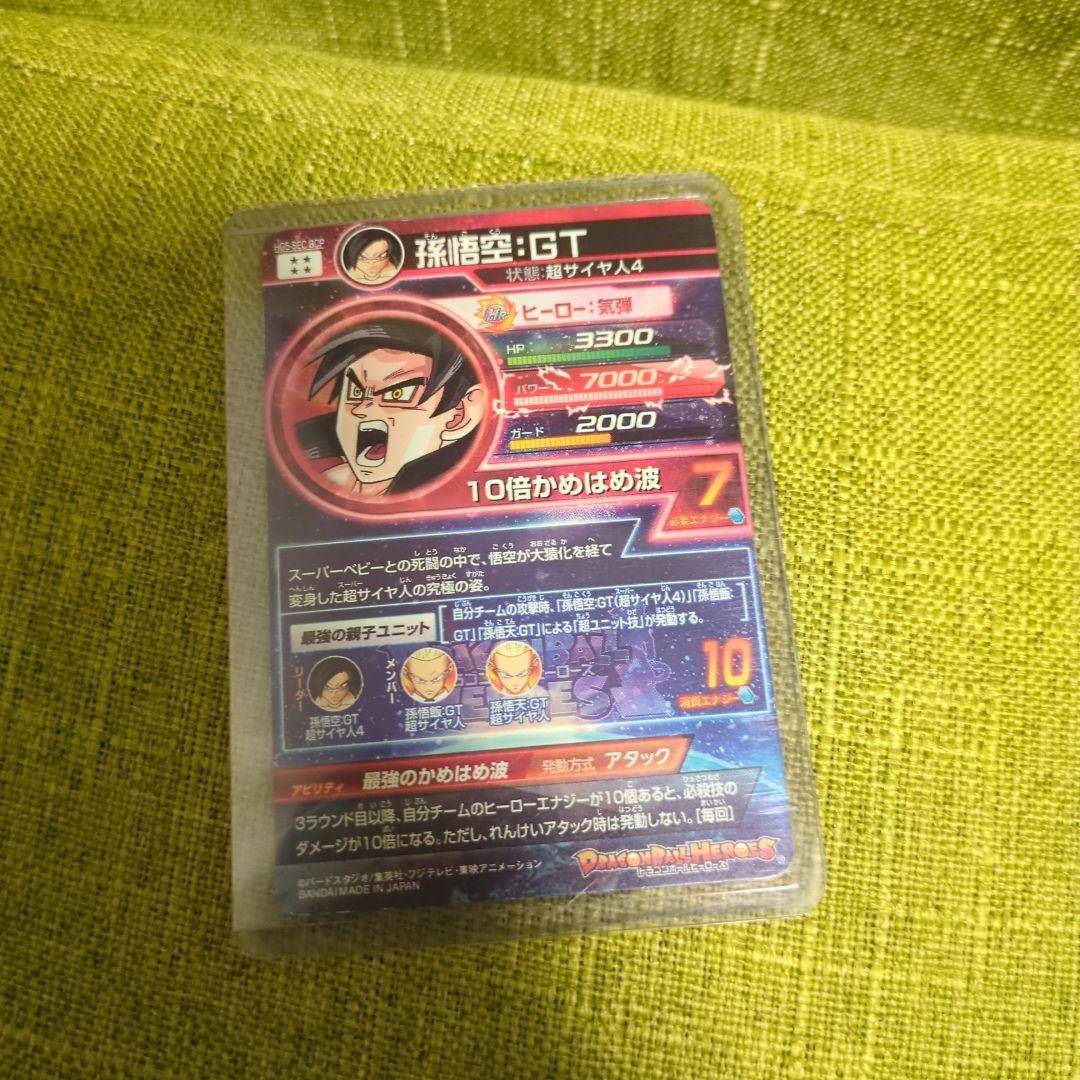 HG5-SEC BCP
★★
★★
孫悟空:GT
状態:超サイヤ人4
Hr ヒーロー:気弾
HP 3300
パワー 7000
ガード 2000
10倍かめはめ波
7
必要エナジー
スーパーベビーとの死闘の中で、悟空が大猿化を経て
変身した超サイヤ人の究極の姿。
最強の親子ユニット
自分チームの攻撃時、「孫悟空:GT(超サイヤ人4)」「孫悟飯:
GT」「孫悟天:GT」による「超ユニット技」が発動する。
リーダー
孫悟空:GT
超サイヤ人4
メンバー
孫悟飯:GT
超サイヤ人
孫悟天:GT
超サイヤ人
10
消費エナジー
アビリティ 最強のかめはめ波 発動方式 アタック
3ラウンド目以降、自分チームのヒーローエナジーが10個あると、必殺技の
ダメージが10倍になる。ただし、れんけいアタック時は発動しない。[毎回]
©バードスタジオ/集英社・フジテレビ・東映アニメーション
BANDAI MADE IN JAPAN
DRAGONBALL HEROES
ドラゴンボールヒーローズ